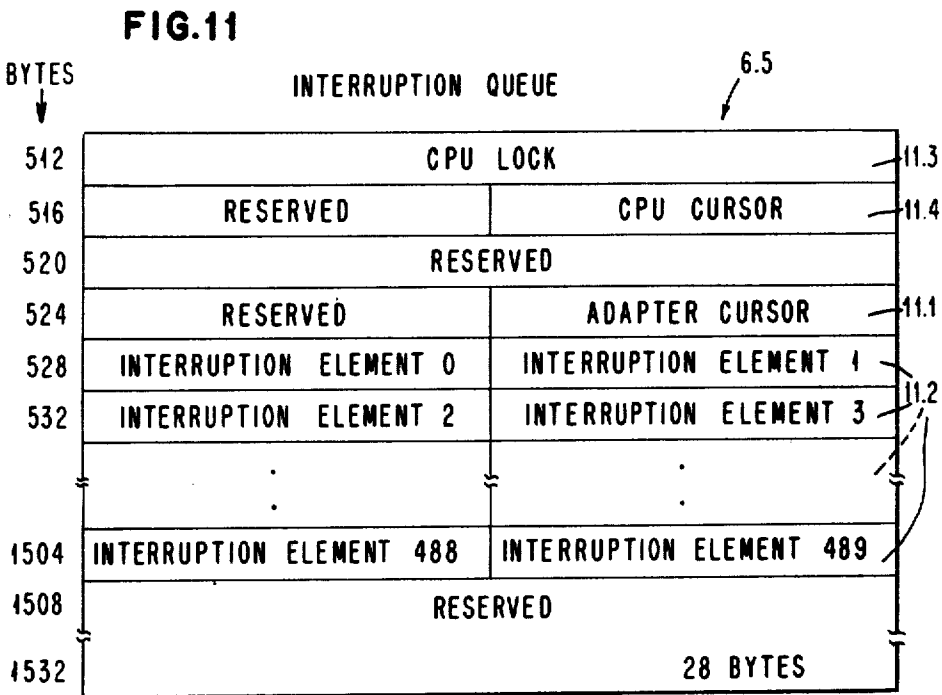 FIG.11
BYTES
INTERRUPTION QUEUE
6.5
512 CPU LOCK 11.3
516 RESERVED CPU CURSOR 11.4
520 RESERVED
524 RESERVED ADAPTER CURSOR 11.1
528 INTERRUPTION ELEMENT 0 INTERRUPTION ELEMENT 1
11.2
532 INTERRUPTION ELEMENT 2 INTERRUPTION ELEMENT 3
1504 INTERRUPTION ELEMENT 488 INTERRUPTION ELEMENT 489
1508 RESERVED
1532 28 BYTES